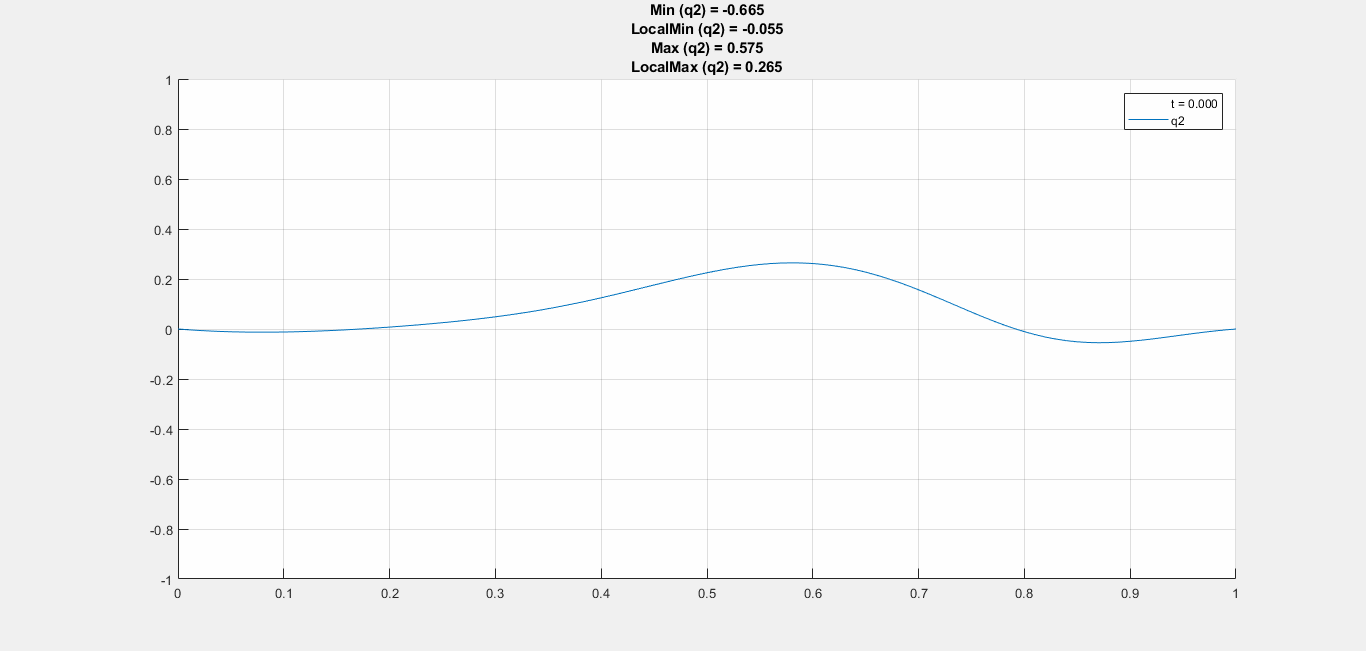 Min (q2) = -0.665
LocalMin (q2) = -0.055
Max (q2) = 0.575
LocalMax (q2) = 0.265
1
0.8
0.6
0.4
0.2
0
-0.2
-0.4
-0.6
-0.8
-1
t = 0.000
q2
0 0.1 0.2 0.3 0.4 0.5 0.6 0.7 0.8 0.9 1